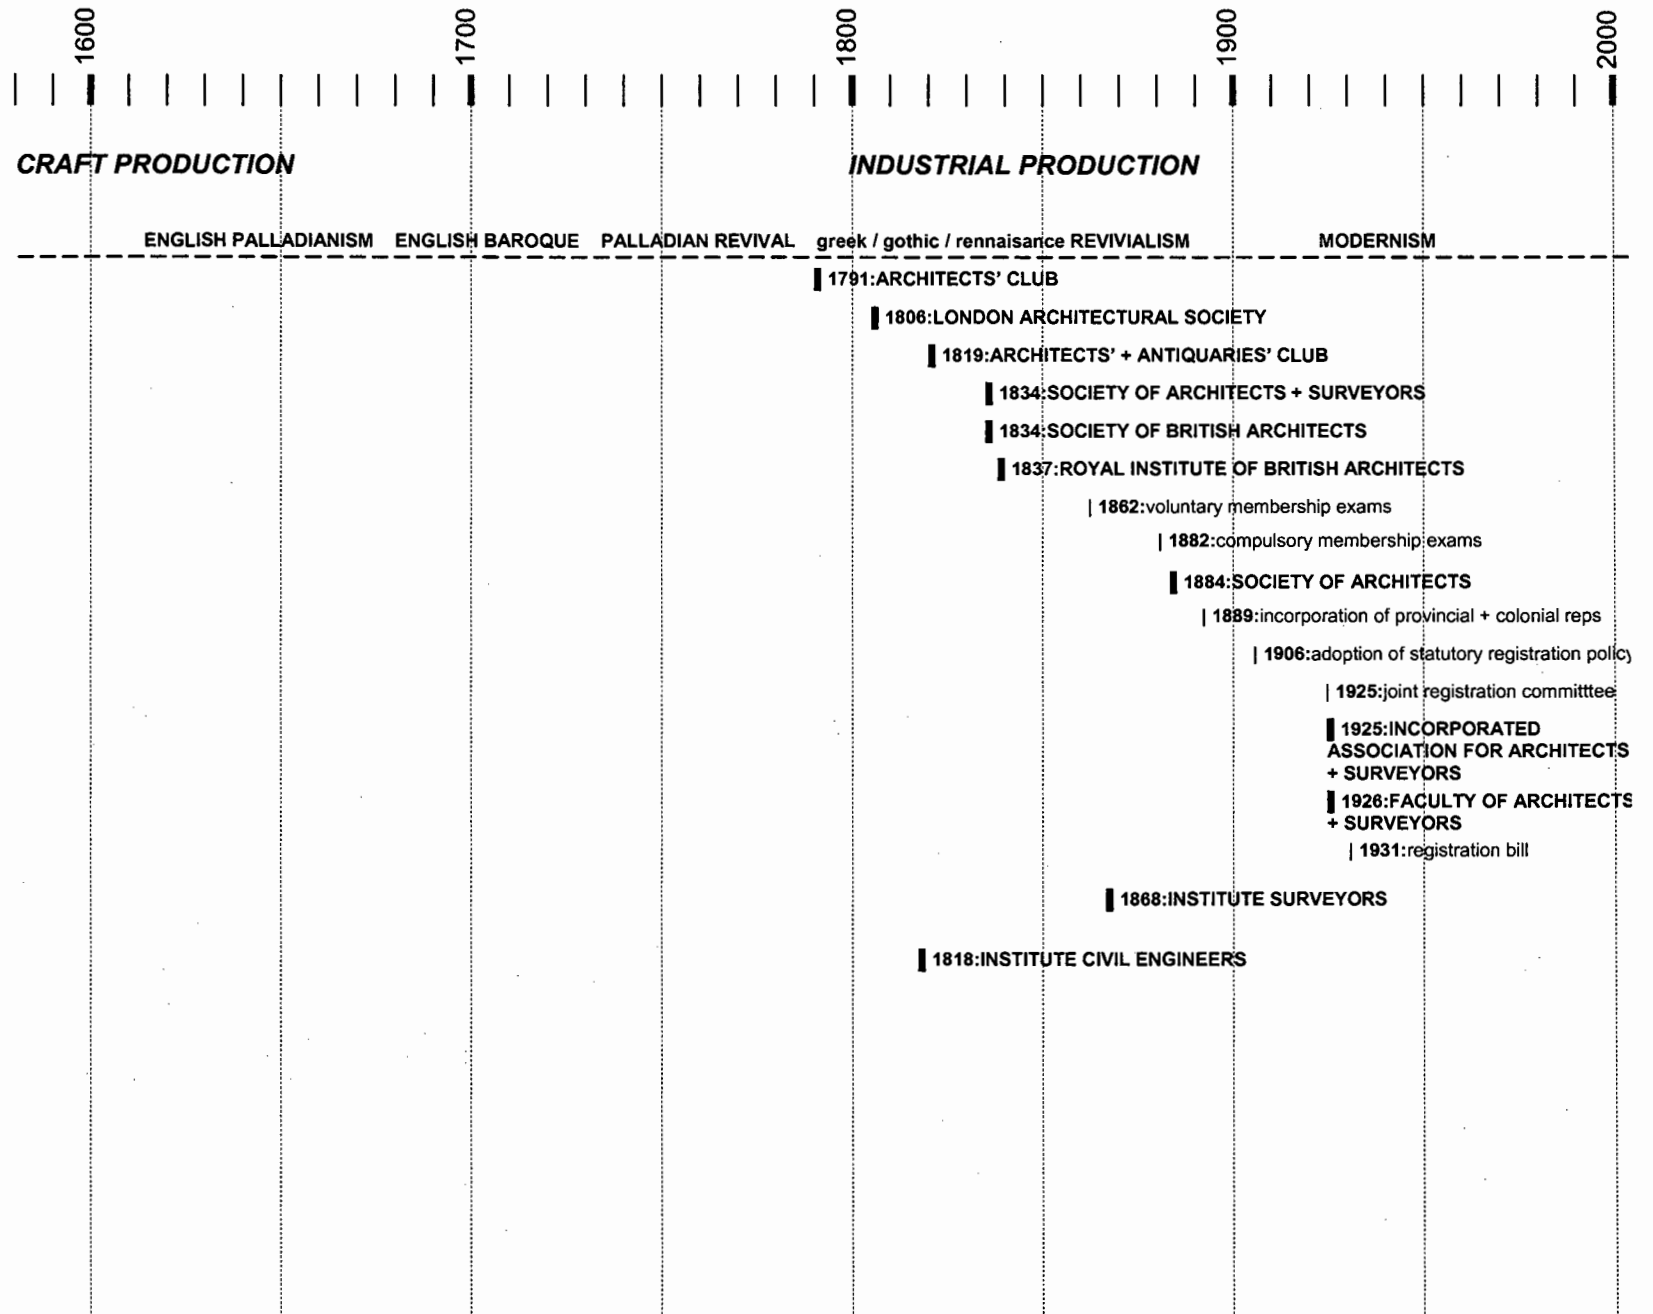 1600
1700
1800
1900
2000
CRAFT PRODUCTION
INDUSTRIAL PRODUCTION
ENGLISH PALLADIANISM
ENGLISH BAROQUE
PALLADIAN REVIVAL
greek / gothic / rennaisance REVIVIALISM
MODERNISM
1791:ARCHITECTS' CLUB
1806:LONDON ARCHITECTURAL SOCIETY
1819:ARCHITECTS' + ANTIQUARIES' CLUB
1834:SOCIETY OF ARCHITECTS + SURVEYORS
1834:SOCIETY OF BRITISH ARCHITECTS
1837:ROYAL INSTITUTE OF BRITISH ARCHITECTS
1862:voluntary membership exams
1882:compulsory membership exams
1884:SOCIETY OF ARCHITECTS
1889:incorporation of provincial + colonial reps
1906:adoption of statutory registration policy
1925:joint registration committtee
1925:INCORPORATED
ASSOCIATION FOR ARCHITECTS
+ SURVEYORS
1926:FACULTY OF ARCHITECTS
+ SURVEYORS
1931:registration bill
1868:INSTITUTE SURVEYORS
1818:INSTITUTE CIVIL ENGINEERS